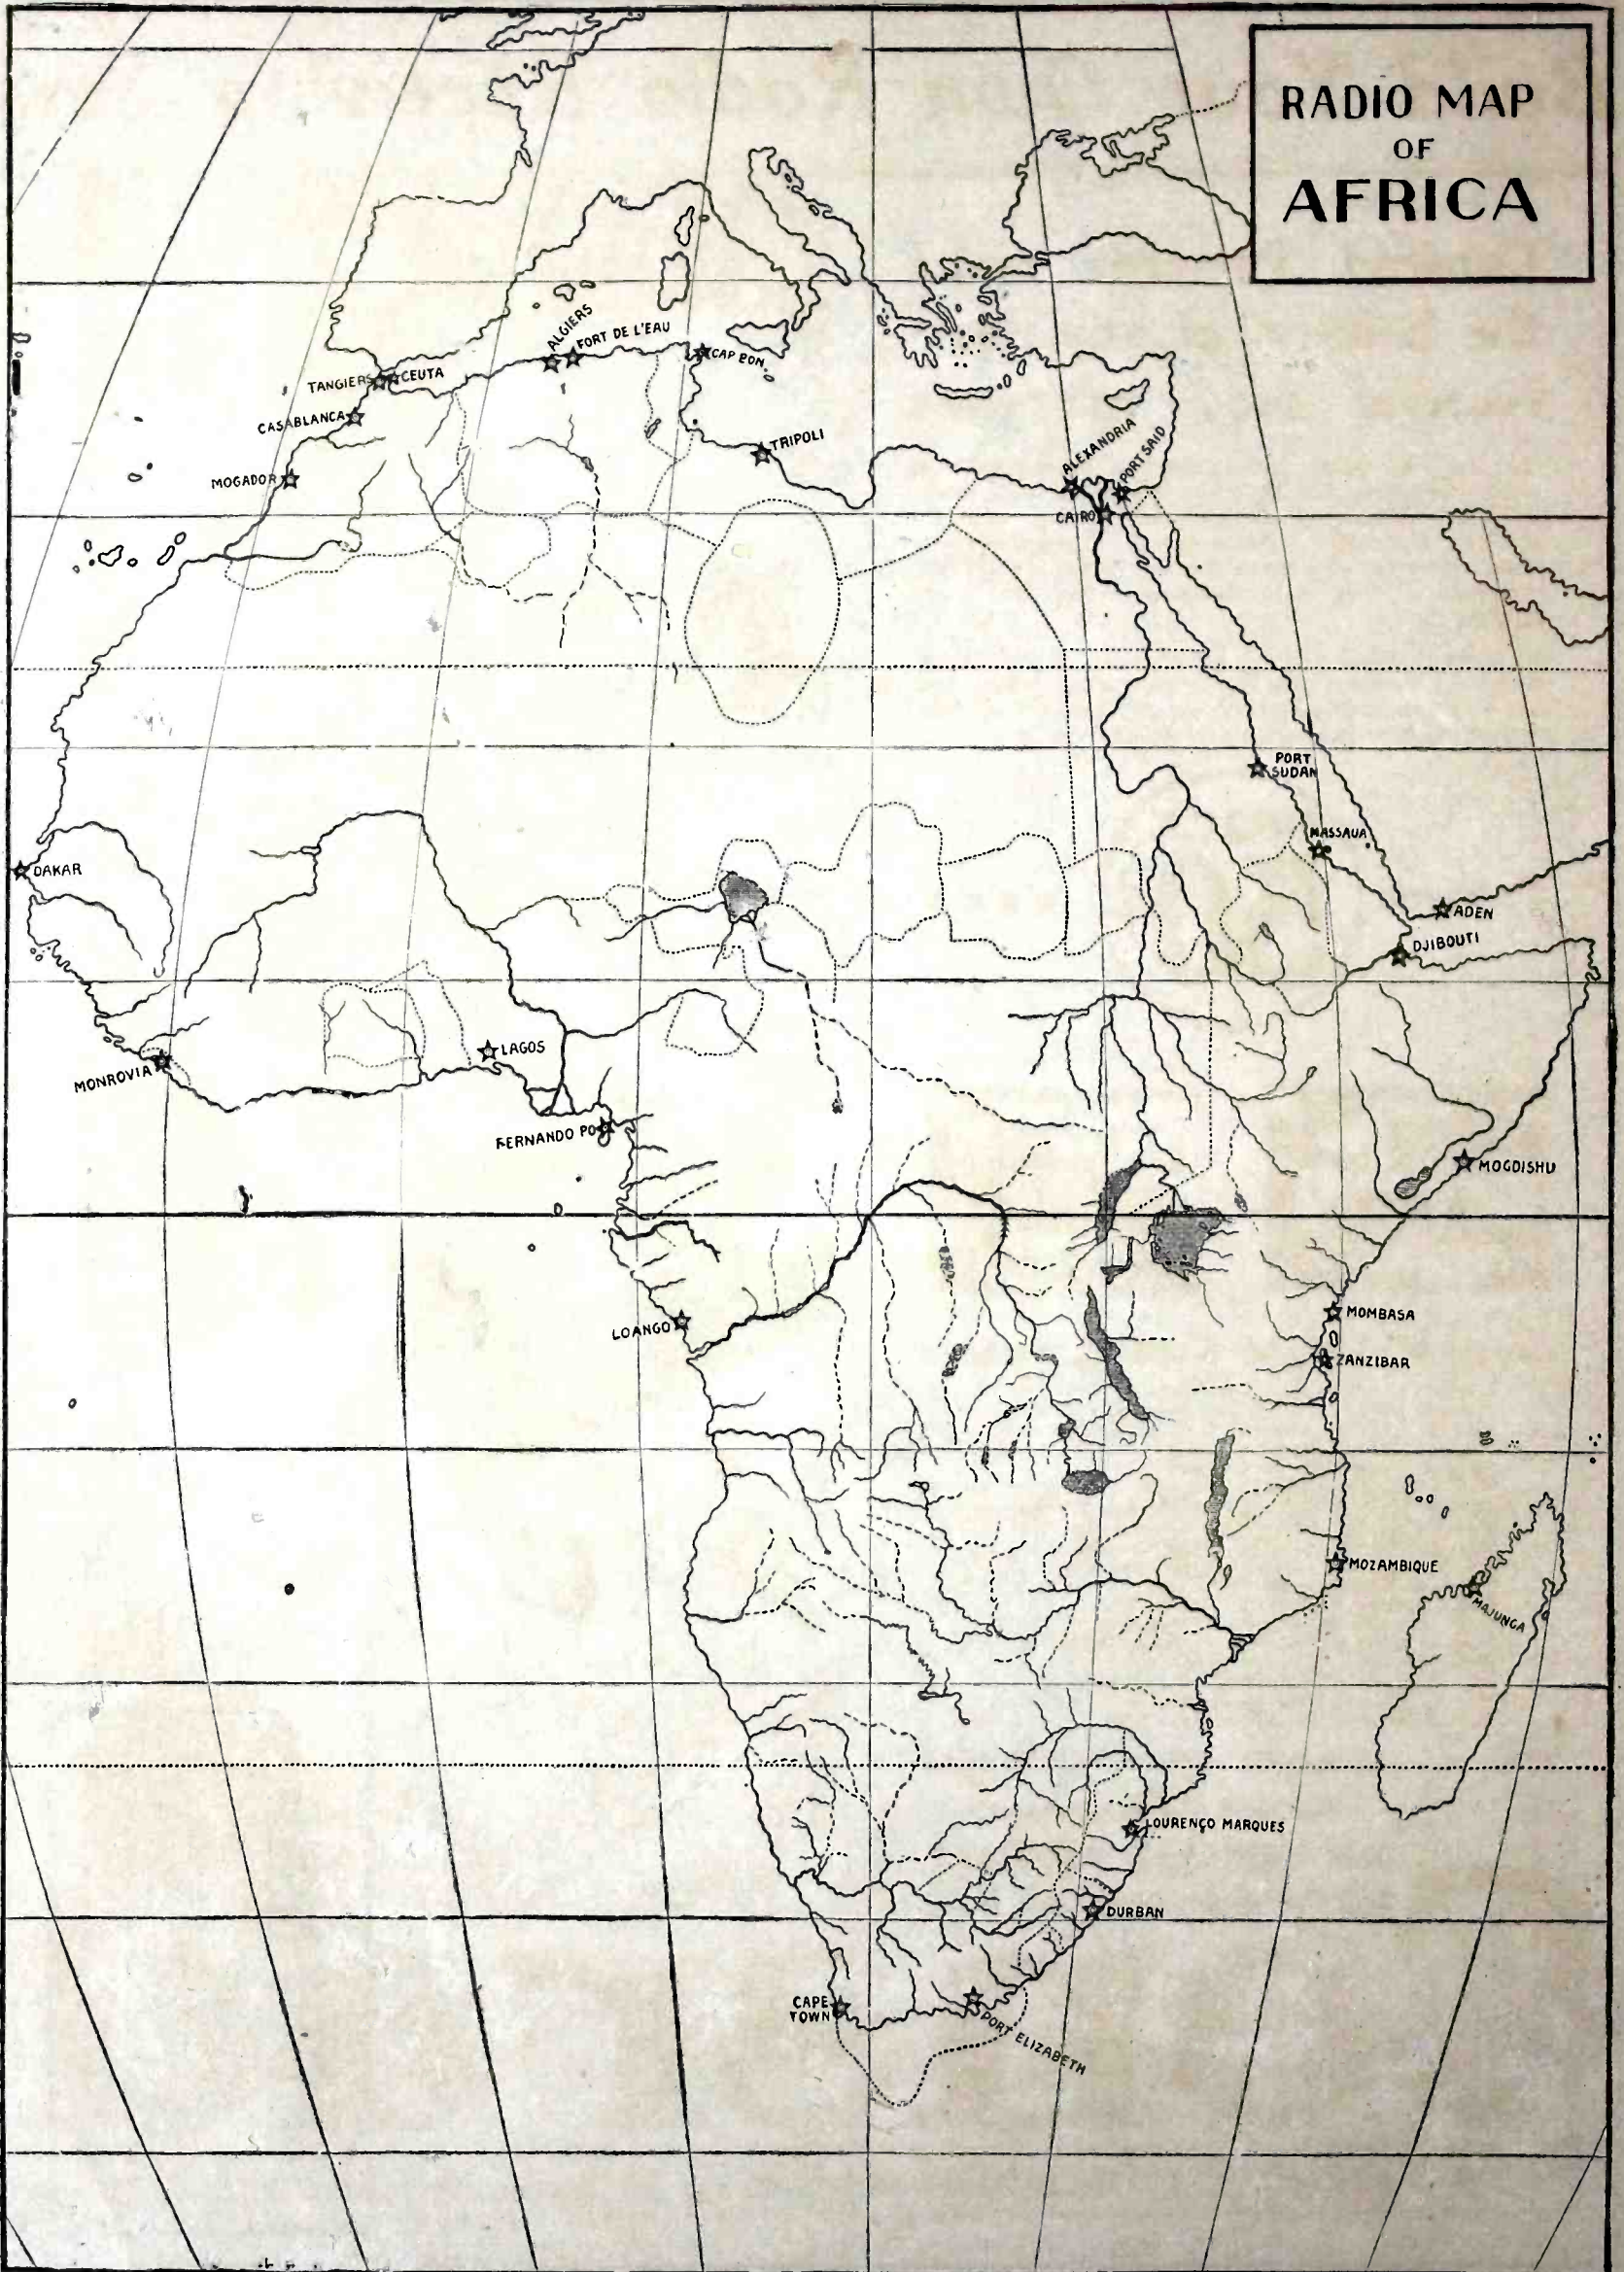 RADIO MAP
OF
AFRICA
ALGIERS
FORT DE L'EAU
CAP BON
TANGIERS
CEUTA
CASABLANCA
MOGADOR
TRIPOLI
ALEXANDRIA
PORT SAID
CAIRO
PORT
SUDAN
MASSAUA
DAKAR
ADEN
DJIBOUTI
LAGOS
MONROVIA
FERNANDO PO
MOGDISHU
LOANGO
MOMBASA
ZANZIBAR
MOZAMBIQUE
MAJUNGA
LOURENÇO MARQUES
DURBAN
CAPE
TOWN
PORT ELIZABETH